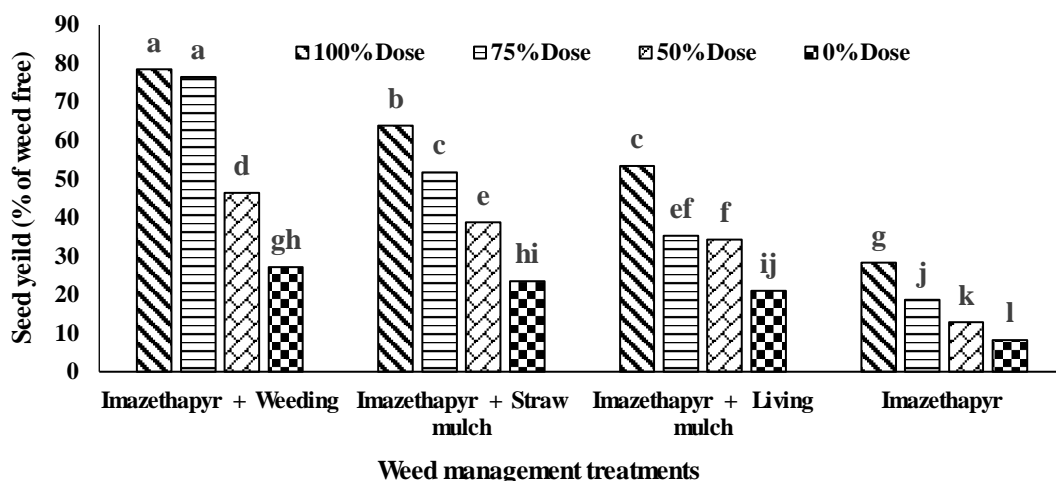 90
80
70
60
50
40
30
20
10
0
Seed yeild (% of weed free)
100%Dose 75%Dose 50%Dose 0%Dose
a a d gh
b c e hi
c ef f ij
g j k l
Imazethapyr + Weeding
Imazethapyr + Straw
mulch
Imazethapyr + Living
mulch
Imazethapyr
Weed management treatments